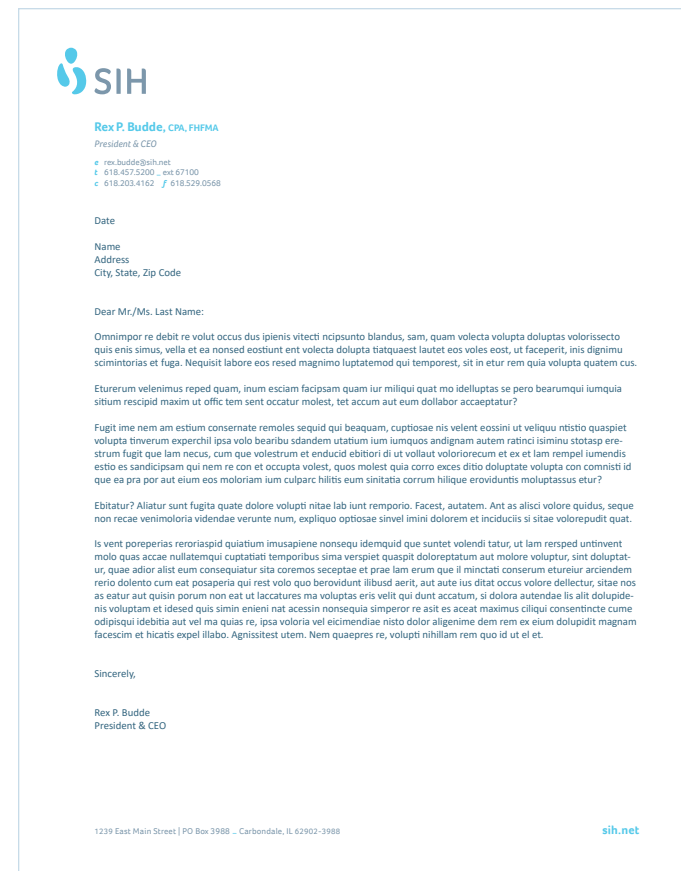 SIH
Rex P. Budde, CPA, FHFMA
President & CEO
e rex.budde@sih.net
t 618.457.5200 .. ext 67100
c 618.203.4162 f 618.529.0568
Date
Name
Address
City, State, Zip Code
Dear Mr./Ms. Last Name:
Omnimpor re debit re volut occus dus ipienis vitecti ncipsunto blandus, sam, quam volecta volupta doluptas volorissecto
quis enis simus, vella et ea nonsed eostiunt ent volecta dolupta tiatquaest lautet eos voles eost, ut faceperit, inis dignimu
scimintorias et fuga. Nequisit labore eos resed magnimo luptatemod qui temporest, sit in etur rem quia volupta quatem cus.
Eturerum velenimus reped quam, inum esciam facipsam quam iur miliqui quat mo idelluptas se pero bearumqui iumquia
sitium rescipid maxim ut offic tem sent occatur molest, tet accum aut eum dollabor accaeptatur?
Fugit ime nem am estium consernate remoles sequid qui beaquam, cuptiosae nis velent eossini ut veliquu ntistio quaspiet
volupta tinverum experchil ipsa volo bearibu sdandem utatium ium iumquos andignam autem ratinci isiminu stotasp ere-
strum fugit que lam necus, cum que volestrum et enducid ebitiori di ut vollaut voloriorecum et ex et lam rempel iumendis
estio es sandicipsam qui nem re con et occupta volest, quos molest quia corro exces ditio doluptate volupta con comnisti id
que ea pra por aut eium eos moloriam ium culparc hilitis eum sinitatia corrum hilique eroviduntis moluptassus etur?
Ebitatur? Aliatur sunt fugita quate dolore volupti nitae lab iunt remporio. Facest, autatem. Ant as alisci volore quidus, seque
non recae venimoloria videndae verunte num, expliquo optiosae sinvel imini dolorem et inciduciis si sitae volorepudit quat.
Is vent poreperias reroriaspid quiatium imusapiene nonsequ idemquid que suntet volendi tatur, ut lam rersped untinvent
molo quas accae nullatemqui cuptatiati temporibus sima verspiet quaspit doloreptatum aut molore voluptur, sint doluptat-
ur, quae adior alist eum consequiatur sita coremos seceptae et prae lam erum que il minctati conserum etureiur arciendem
rerio dolento cum eat posaperia qui rest volo quo berovidunt ilibusd aerit, aut aute ius ditat occus volore dellectur, sitae nos
as eatur aut quisin porum non eat ut laccatures ma voluptas eris velit qui dunt accatum, si dolora autendae lis alit dolupide-
nis voluptam et idesed quis simin enieni nat acessin nonsequia simperor re asit es aceat maximus ciliqui consentincte cume
odipisqui idebitia aut vel ma quias re, ipsa voloria vel eicimendiae nisto dolor aligenime dem rem ex eium dolupidit magnam
facescim et hicatis expel illabo. Agnissitest utem. Nem quaepres re, volupti nihillam rem quo id ut el et.
Sincerely,
Rex P. Budde
President & CEO
1239 East Main Street | PO Box 3988 .. Carbondale, IL 62902-3988
sih.net